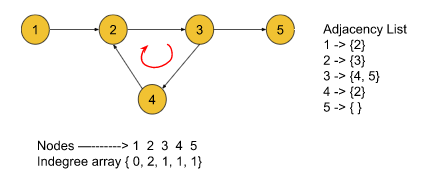 1
2
3
5
4
Adjacency List
1 -> {2}
2 -> {3}
3 -> {4, 5}
4 -> {2}
5 -> { }
Nodes —-------> 1 2 3 4 5
Indegree array { 0, 2, 1, 1, 1}